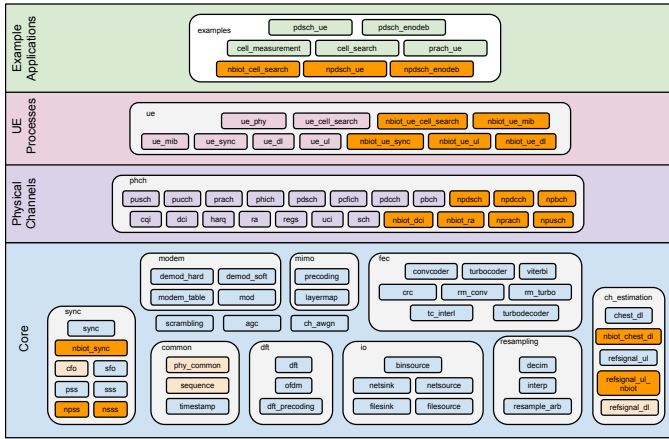 Example Applications
examples
pdsch_ue
pdsch_enodeb
cell_measurement
cell_search
prach_ue
nbiot_cell_search
npdsch_ue
npdsch_enodeb
UE Processes
ue
ue_phy
ue_cell_search
nbiot_ue_cell_search
nbiot_ue_mib
ue_mib
ue_sync
ue_dl
ue_ul
nbiot_ue_sync
nbiot_ue_ul
nbiot_ue_dl
Physical Channels
phch
pusch
pucch
prach
phich
pdsch
pcfich
pdcch
pbch
npdsch
npdcch
npbch
cqi
dci
harq
ra
regs
uci
sch
nbiot_dci
nbiot_ra
nprach
npusch
Core
modem
demod_hard
demod_soft
modem_table
mod
mimo
precoding
layermap
fec
convcoder
turbocoder
viterbi
crc
rm_conv
rm_turbo
tc_interl
turbodecoder
scrambling
agc
ch_awgn
sync
sync
nbiot_sync
cfo
sfo
pss
sss
npss
nsss
common
phy_common
sequence
timestamp
dft
dft
ofdm
dft_precoding
io
binsource
netsink
netsource
filesink
filesource
resampling
decim
interp
resample_arb
ch_estimation
chest_dl
nbiot_chest_dl
refsignal_ul
refsignal_ul_
nbiot
refsignal_dl